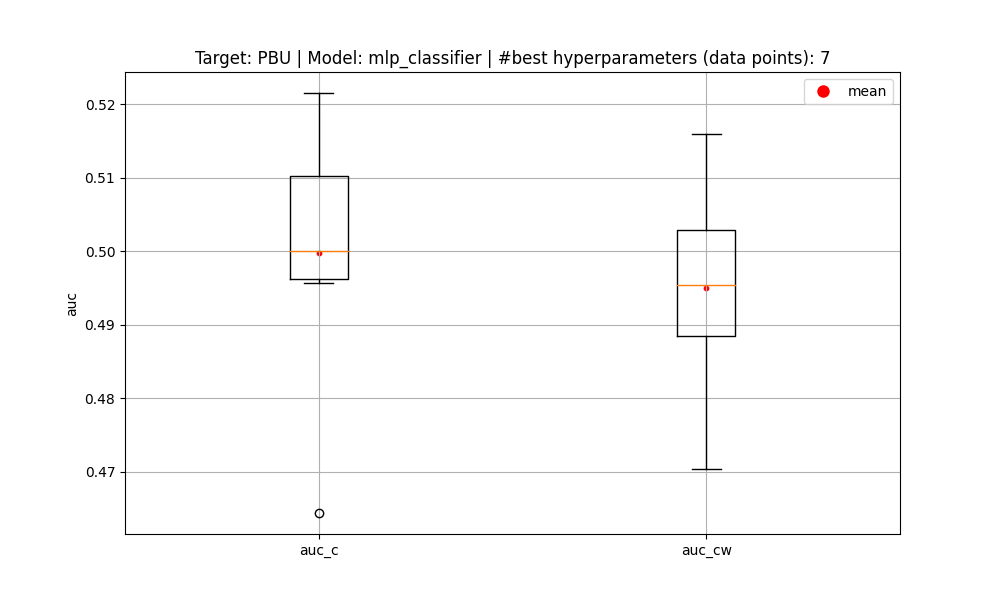 Target: PBU | Model: mlp_classifier | #best hyperparameters (data points): 7
mean
0.52
0.51
0.50
0.49
0.48
0.47
auc
auc_c
auc_cw